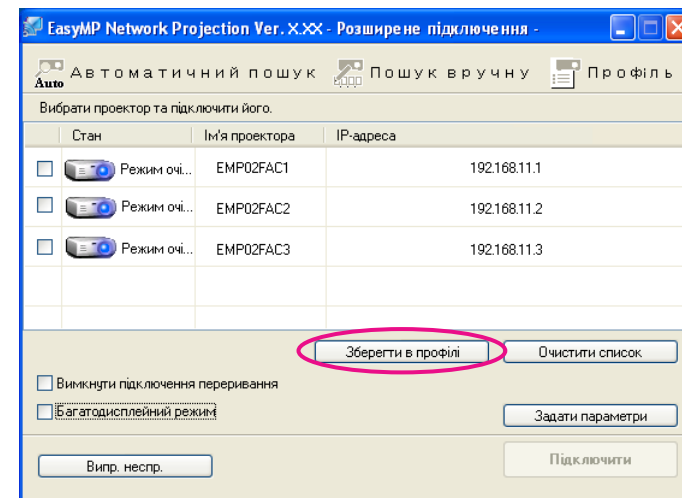 EasyMP Network Projection Ver. X.XX - Розширене підключення -
Auto Автоматичний пошук Пошук вручну Профіль
Вибрати проектор та підключити його.
Стан Ім'я проектора IP-адреса
Режим очі... EMP02FAC1 192.168.11.1
Режим очі... EMP02FAC2 192.168.11.2
Режим очі... EMP02FAC3 192.168.11.3
Зберегти в профілі Очистити список
Вимкнути підключення переривання
Багатодисплейний режим Задати параметри
Випр. неспр. Підключити